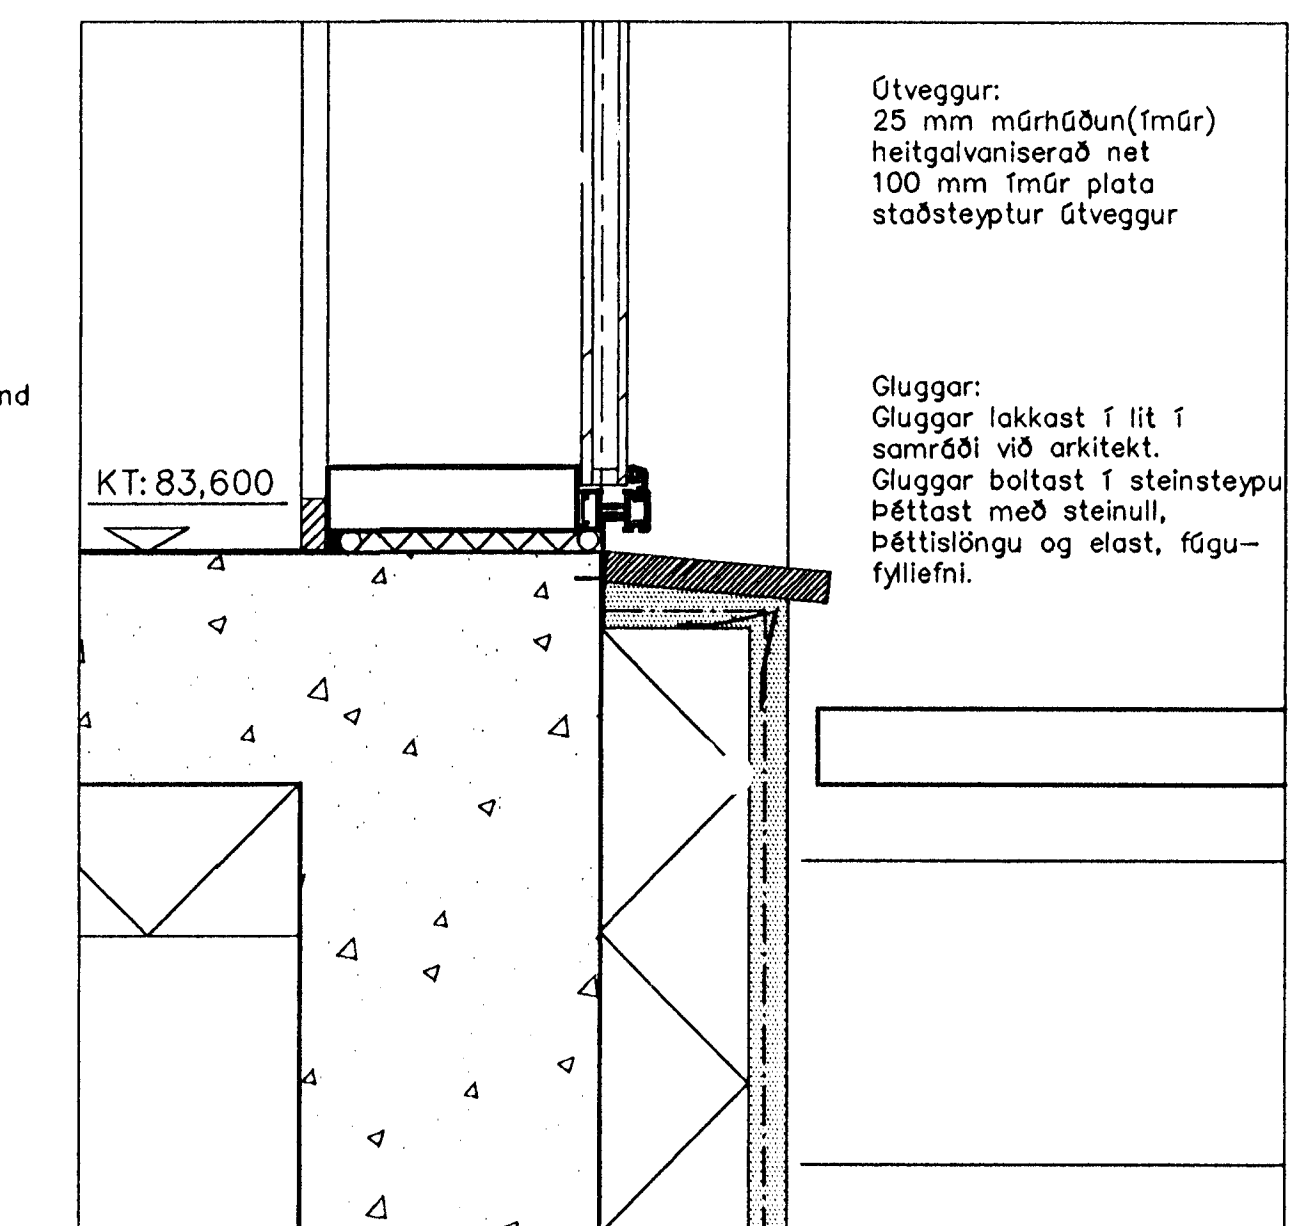 Útveggur:
25 mm múrhúðun(ímúr)
heitgalvaniserað net
100 mm ímúr plata
staðsteyptur útveggur
nd
Gluggar:
Gluggar lakkast í lit í
samráði við arkitekt.
KT: 83,600
Gluggar boltast í steinsteypu
Þéttast með steinull,
Þéttislöngu og elast. fúgu–
fylliefni.